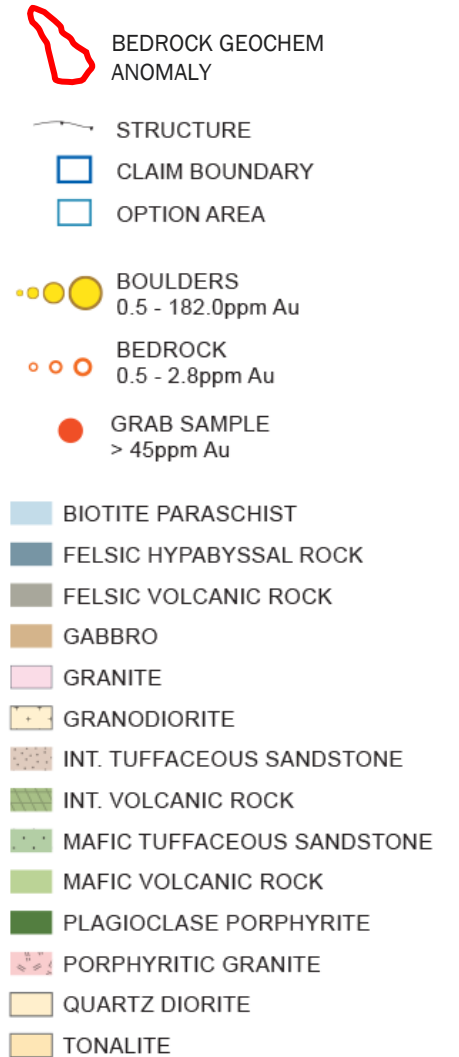 BEDROCK GEOCHEM
ANOMALY
STRUCTURE
CLAIM BOUNDARY
OPTION AREA
BOULDERS
0.5 - 182.0ppm Au
BEDROCK
0.5 - 2.8ppm Au
GRAB SAMPLE
> 45ppm Au
BIOTITE PARASCHIST
FELSIC HYPABYSSAL ROCK
FELSIC VOLCANIC ROCK
GABBRO
GRANITE
GRANODIORITE
INT. TUFFACEOUS SANDSTONE
INT. VOLCANIC ROCK
MAFIC TUFFACEOUS SANDSTONE
MAFIC VOLCANIC ROCK
PLAGIOCLASE PORPHYRITE
PORPHYRITIC GRANITE
QUARTZ DIORITE
TONALITE